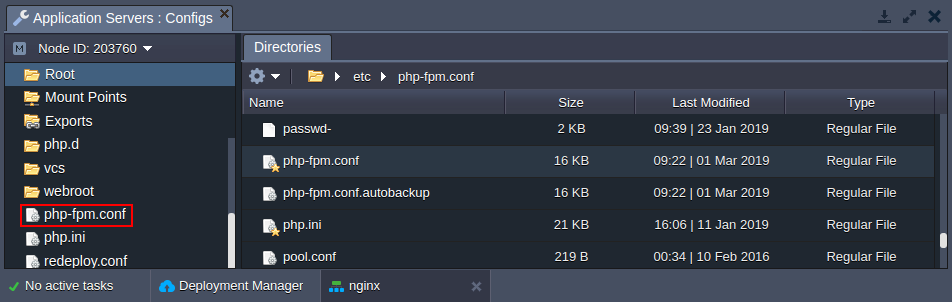 Application Servers : Configs
M Node ID: 203760
Root
Mount Points
Exports
php.d
vcs
webroot
php-fpm.conf
php.ini
redeploy.conf
Directories
etc php-fpm.conf
Name Size Last Modified Type
passwd- 2 KB 09:39 | 23 Jan 2019 Regular File
php-fpm.conf 16 KB 09:22 | 01 Mar 2019 Regular File
php-fpm.conf.autobackup 16 KB 09:22 | 01 Mar 2019 Regular File
php.ini 21 KB 16:06 | 11 Jan 2019 Regular File
pool.conf 219 B 00:34 | 10 Feb 2016 Regular File
No active tasks Deployment Manager nginx